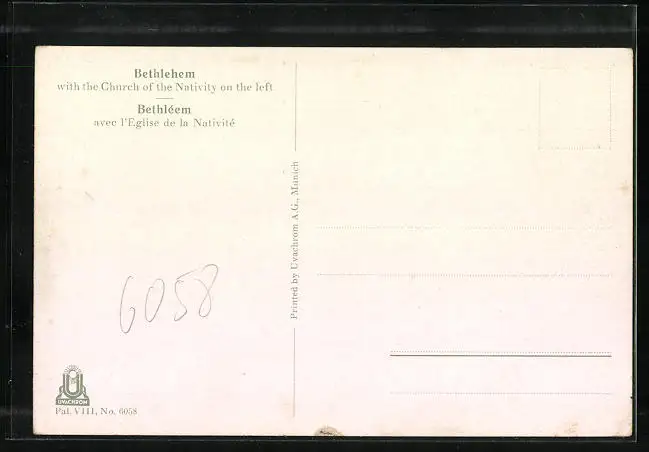 Bethlehem
with the Church of the Nativity on the left
Bethléem
avec l'Eglise de la Nativité
Printed by Uvachrom A.G., Munich
6058
UVACHROM
Pal. VIII, No. 6058